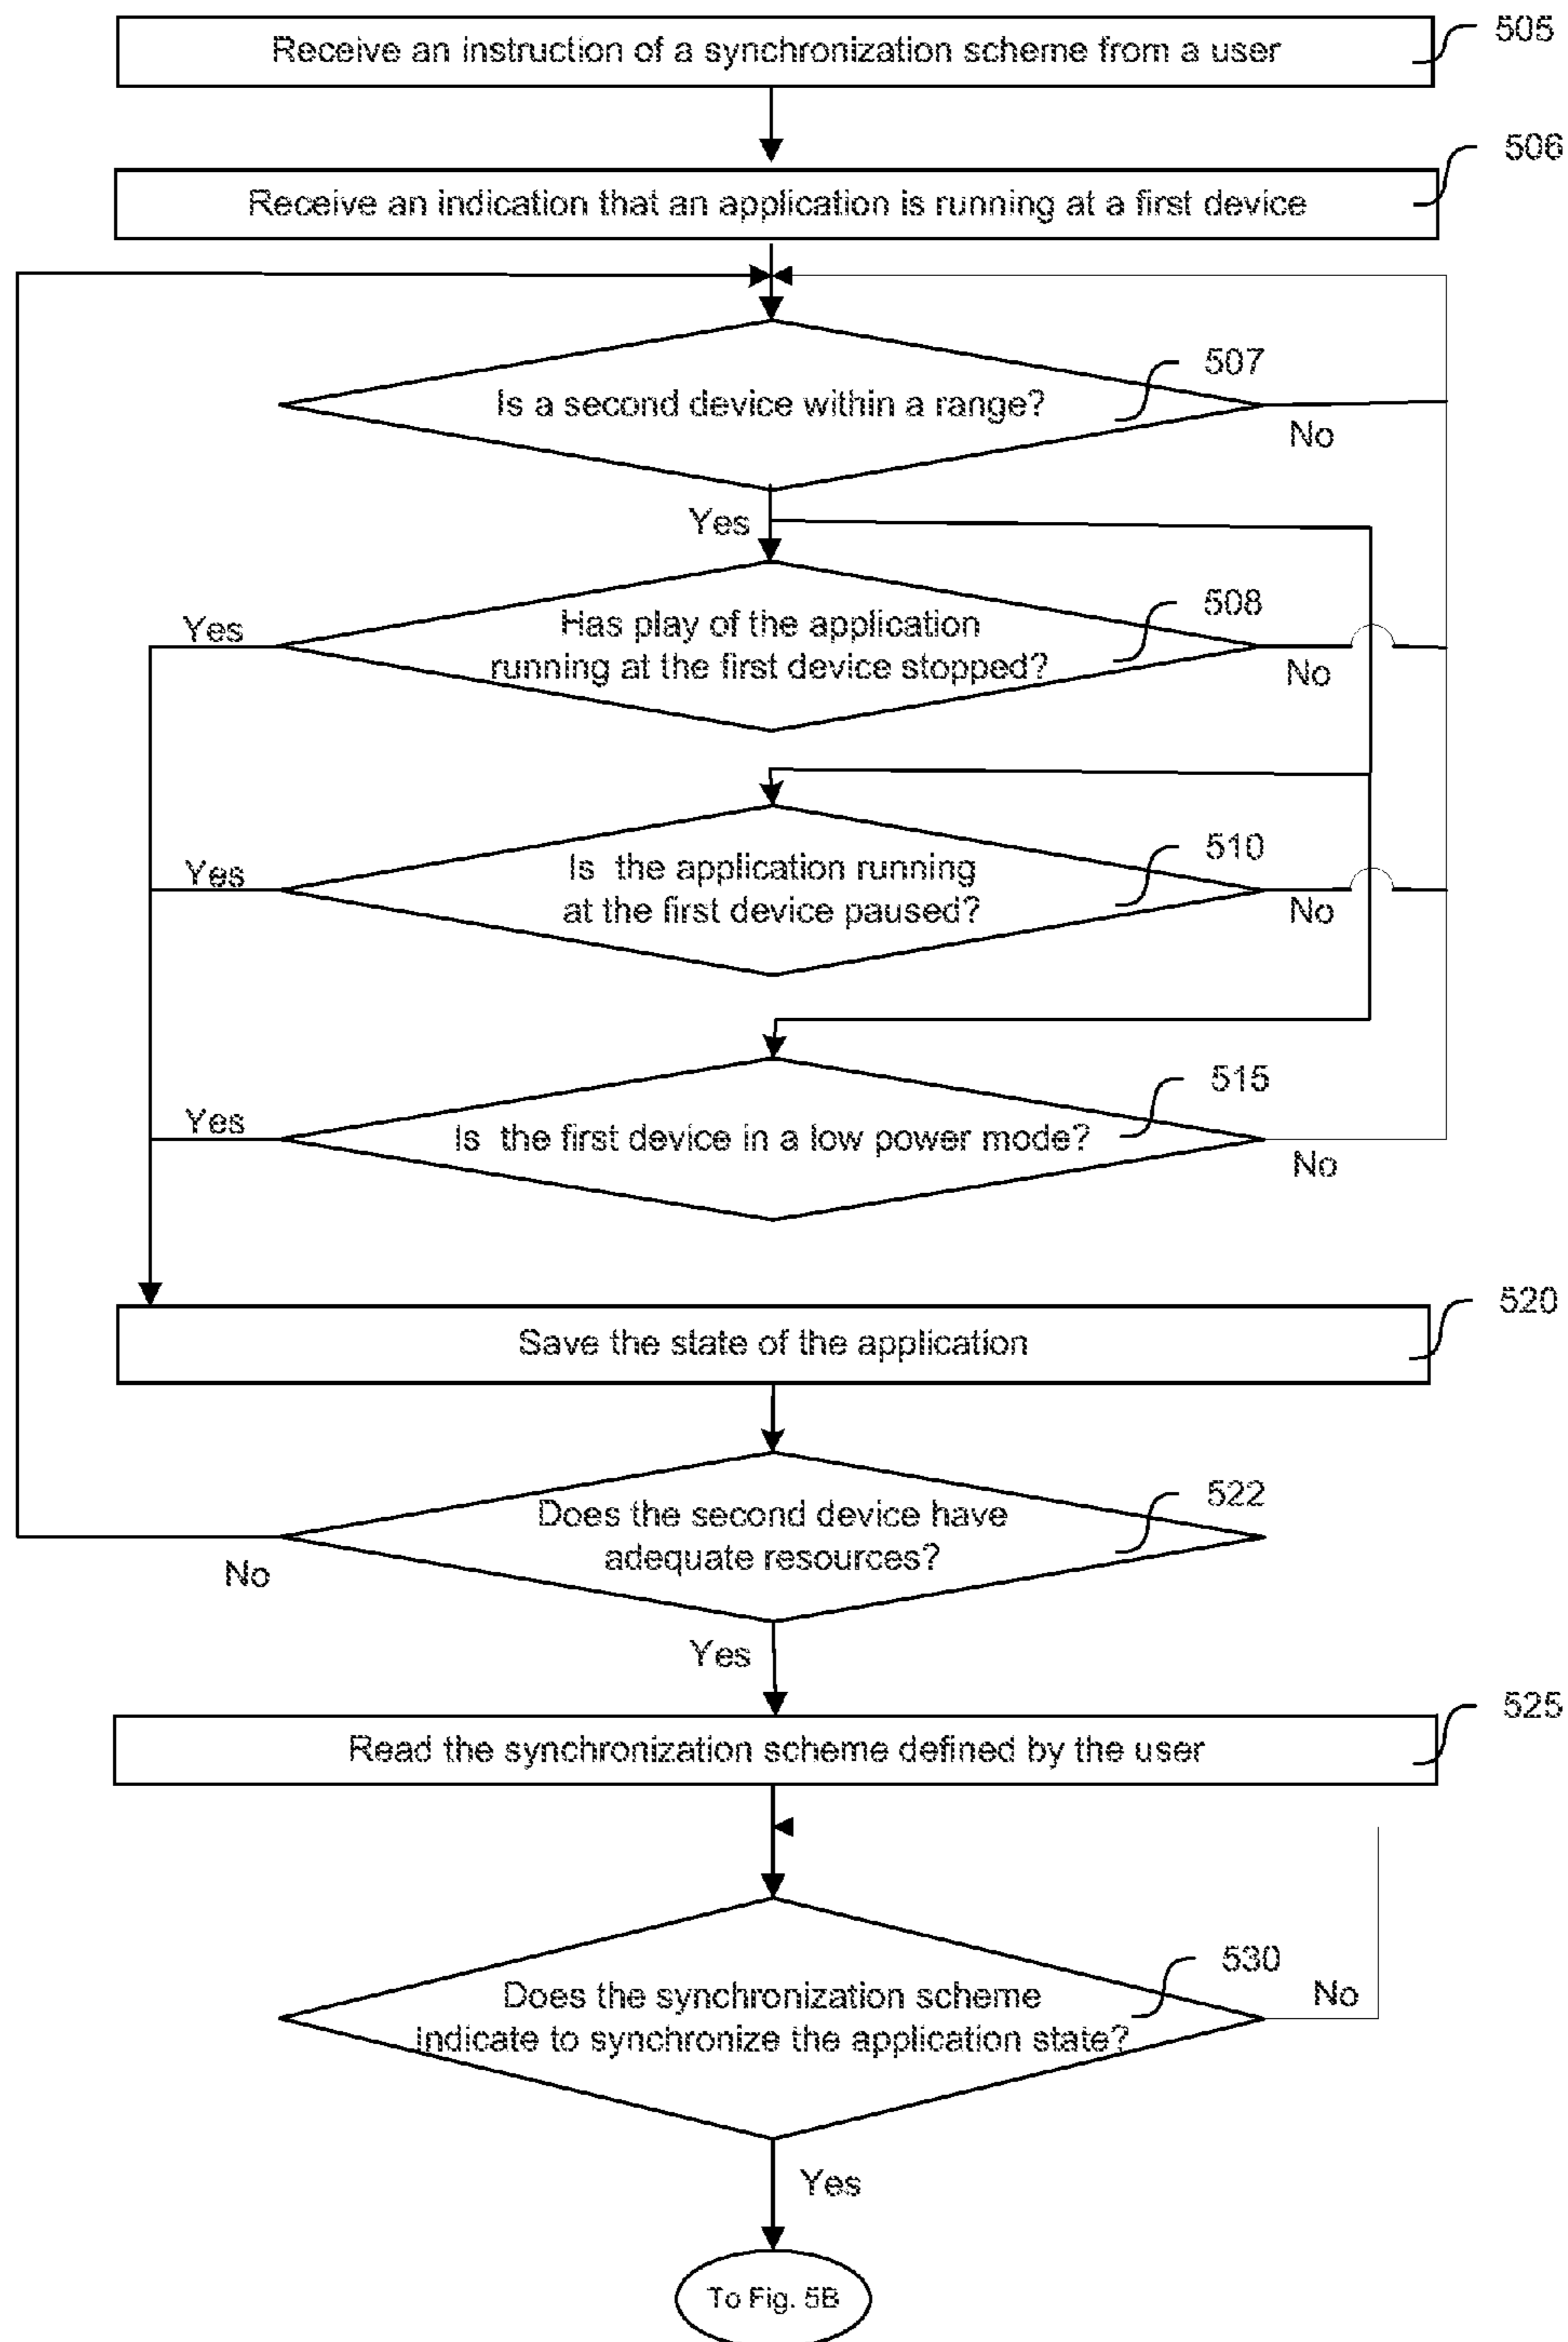 Receive an instruction of a synchronization scheme from a user
505
Receive an indication that an application is running at a first device
506
Is a second device within a range?
507
No
Yes
Has play of the application
running at the first device stopped?
508
Yes
No
Is the application running
at the first device paused?
510
Yes
No
Is the first device in a low power mode?
515
Yes
No
Save the state of the application
520
Does the second device have
adequate resources?
522
No
Yes
Read the synchronization scheme defined by the user
525
Does the synchronization scheme
indicate to synchronize the application state?
530
No
Yes
To Fig. 5B